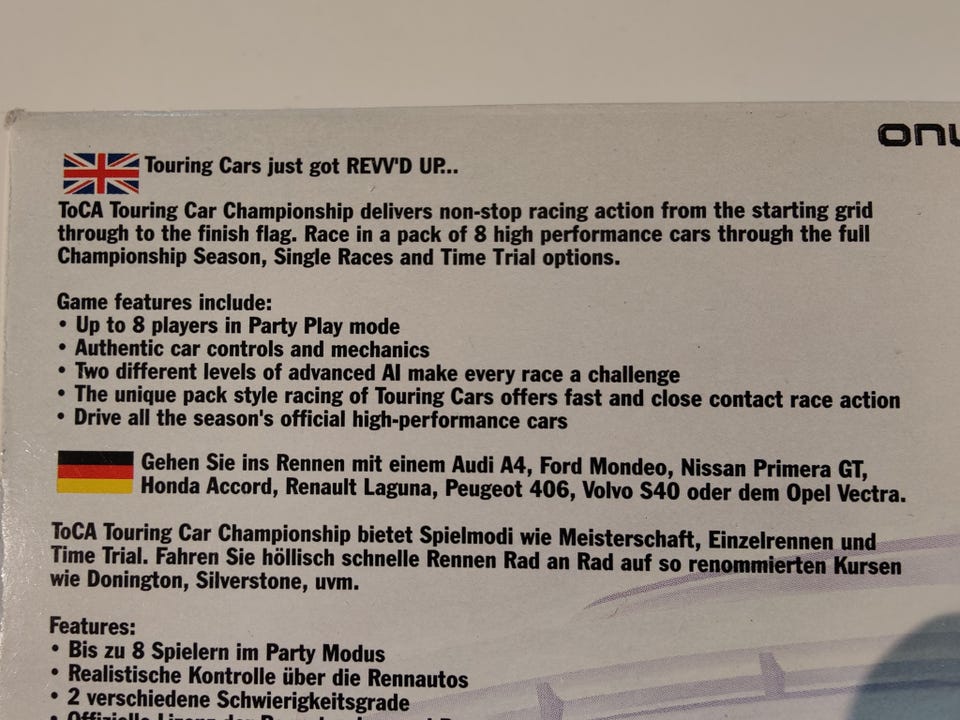 Touring Cars just got REVV'D UP...
ToCA Touring Car Championship delivers non-stop racing action from the starting grid
through to the finish flag. Race in a pack of 8 high performance cars through the full
Championship Season, Single Races and Time Trial options.
Game features include:
• Up to 8 players in Party Play mode
• Authentic car controls and mechanics
• Two different levels of advanced AI make every race a challenge
• The unique pack style racing of Touring Cars offers fast and close contact race action
• Drive all the season's official high-performance cars
Gehen Sie ins Rennen mit einem Audi A4, Ford Mondeo, Nissan Primera GT,
Honda Accord, Renault Laguna, Peugeot 406, Volvo S40 oder dem Opel Vectra.
ToCA Touring Car Championship bietet Spielmodi wie Meisterschaft, Einzelrennen und
Time Trial. Fahren Sie höllisch schnelle Rennen Rad an Rad auf so renommierten Kursen
wie Donington, Silverstone, uvm.
Features:
• Bis zu 8 Spielern im Party Modus
• Realistische Kontrolle über die Rennautos
• 2 verschiedene Schwierigkeitsgrade